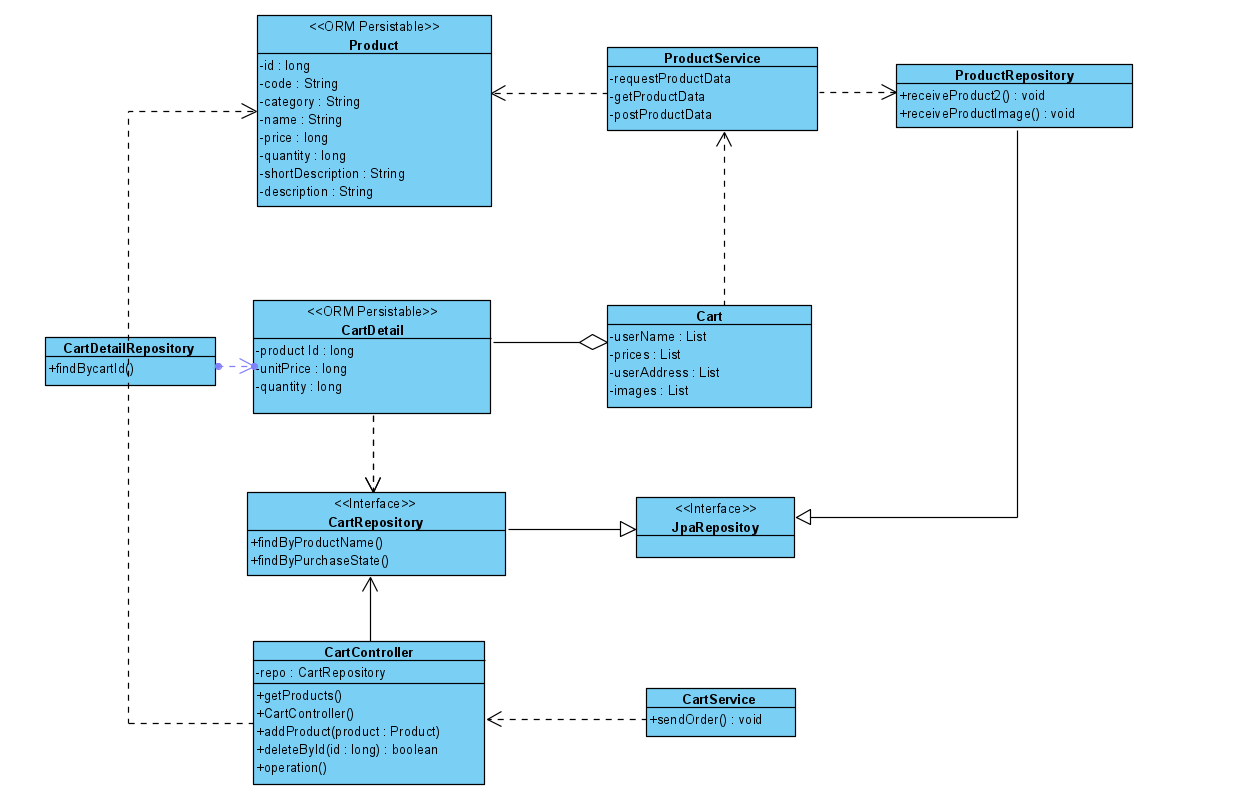 <<ORM Persistable>>
Product
-id : long
-code : String
-category : String
-name : String
-price : long
-quantity : long
-shortDescription : String
-description : String
ProductService
-requestProductData
-getProductData
-postProductData
ProductRepository
+receiveProduct2() : void
+receiveProductImage() : void
CartDetailRepository
+findBycartId()
<<ORM Persistable>>
CartDetail
-product Id : long
-unitPrice : long
-quantity : long
Cart
-userName : List
-prices : List
-userAddress : List
-images : List
<<Interface>>
CartRepository
+findByProductName()
+findByPurchaseState()
<<Interface>>
JpaRepositoy
CartController
-repo : CartRepository
+getProducts()
+CartController()
+addProduct(product : Product)
+deleteById(id : long) : boolean
+operation()
CartService
+sendOrder() : void